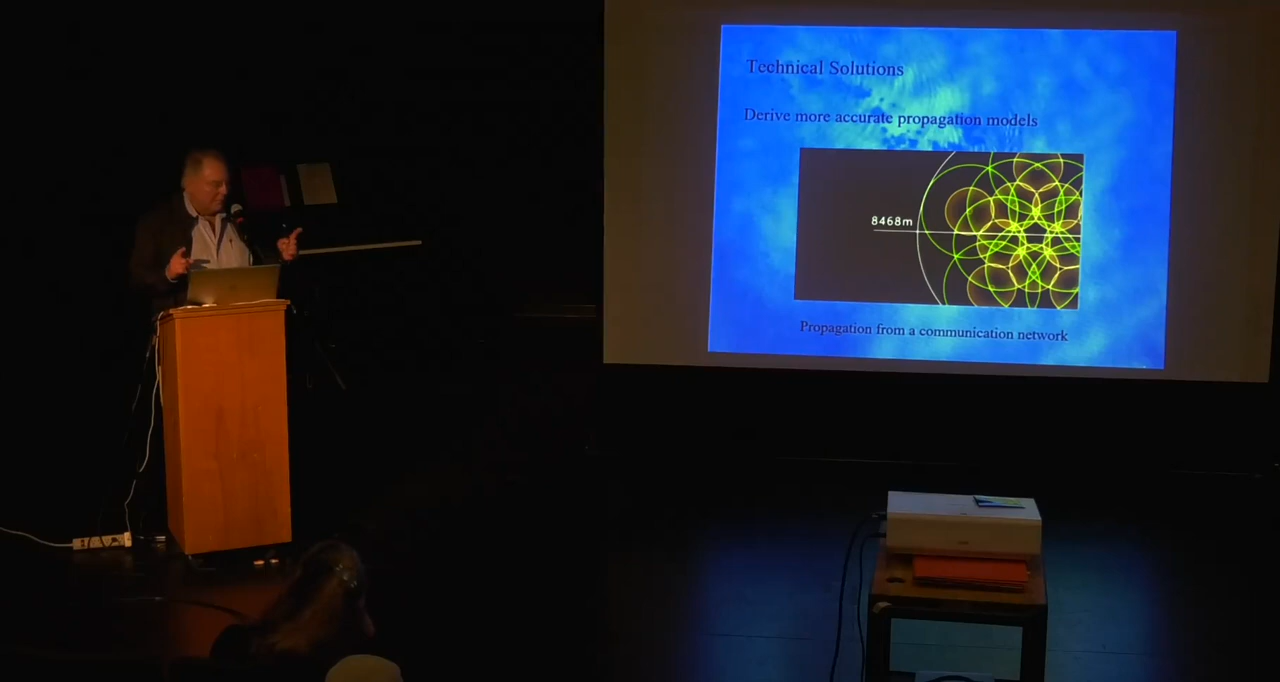 Technical Solutions
Derive more accurate propagation models
8468m
Propagation from a communication network